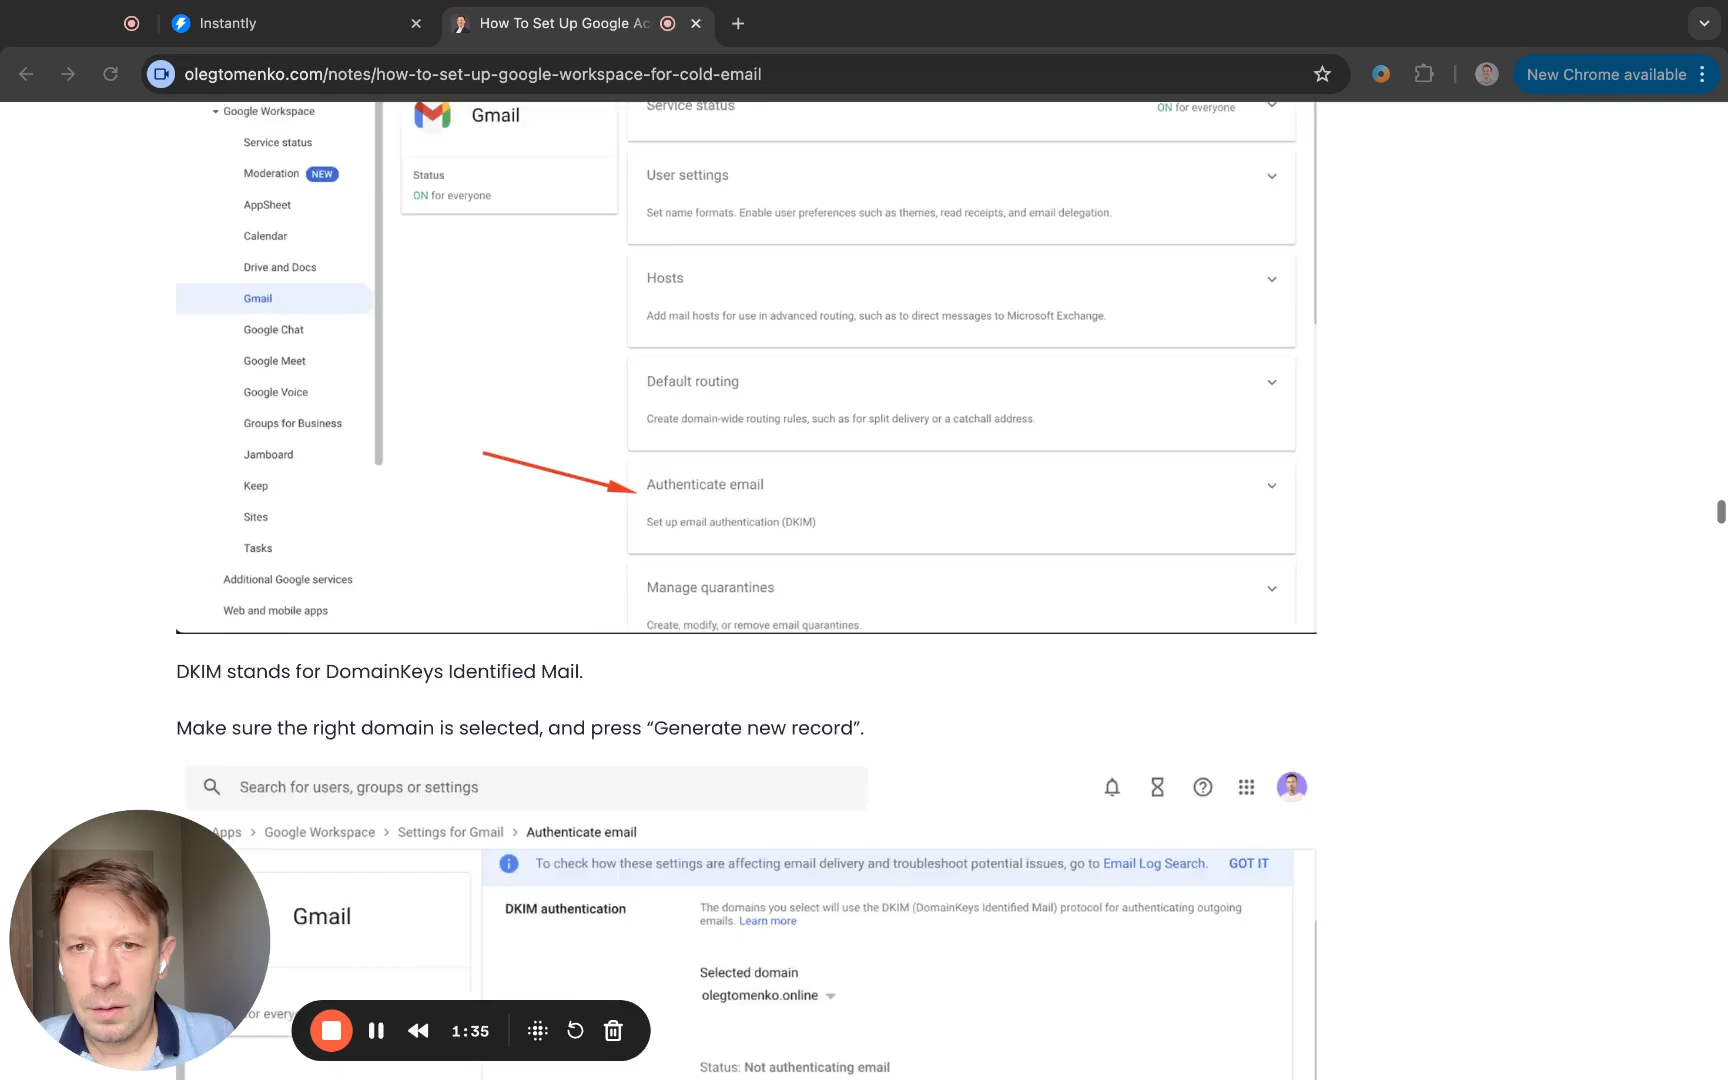 Instantly
How To Set Up Google Ac
olegtomenko.com/notes/how-to-set-up-google-workspace-for-cold-email
New Chrome available
Google Workspace
Service status
Moderation NEW
AppSheet
Calendar
Drive and Docs
Gmail
Google Chat
Google Meet
Google Voice
Groups for Business
Jamboard
Keep
Sites
Tasks
Additional Google services
Web and mobile apps
Gmail
Status
ON for everyone
Service status
ON for everyone
User settings
Set name formats. Enable user preferences such as themes, read receipts, and email delegation.
Hosts
Add mail hosts for use in advanced routing, such as to direct messages to Microsoft Exchange.
Default routing
Create domain-wide routing rules, such as for split delivery or a catchall address.
Authenticate email
Set up email authentication (DKIM)
Manage quarantines
Create, modify, or remove email quarantines.
DKIM stands for DomainKeys Identified Mail.
Make sure the right domain is selected, and press “Generate new record”.
Search for users, groups or settings
Apps > Google Workspace > Settings for Gmail > Authenticate email
To check how these settings are affecting email delivery and troubleshoot potential issues, go to Email Log Search. GOT IT
Gmail
for every
DKIM authentication
The domains you select will use the DKIM (DomainKeys Identified Mail) protocol for authenticating outgoing
emails. Learn more
Selected domain
olegtomenko.online
Status: Not authenticating email
1:35